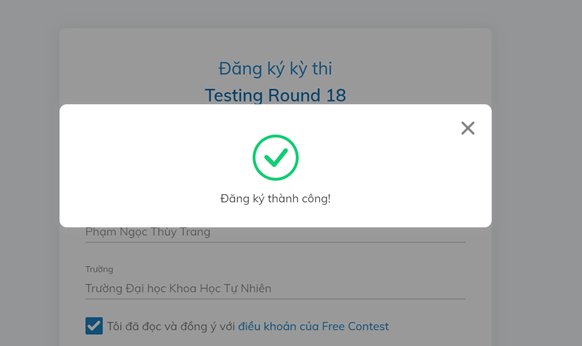 Đăng ký kỳ thi
Testing Round 18
Đăng ký thành công!
Phạm Ngọc Thùy Trang
Trường
Trường Đại học Khoa Học Tự Nhiên
Tôi đã đọc và đồng ý với điều khoản của Free Contest